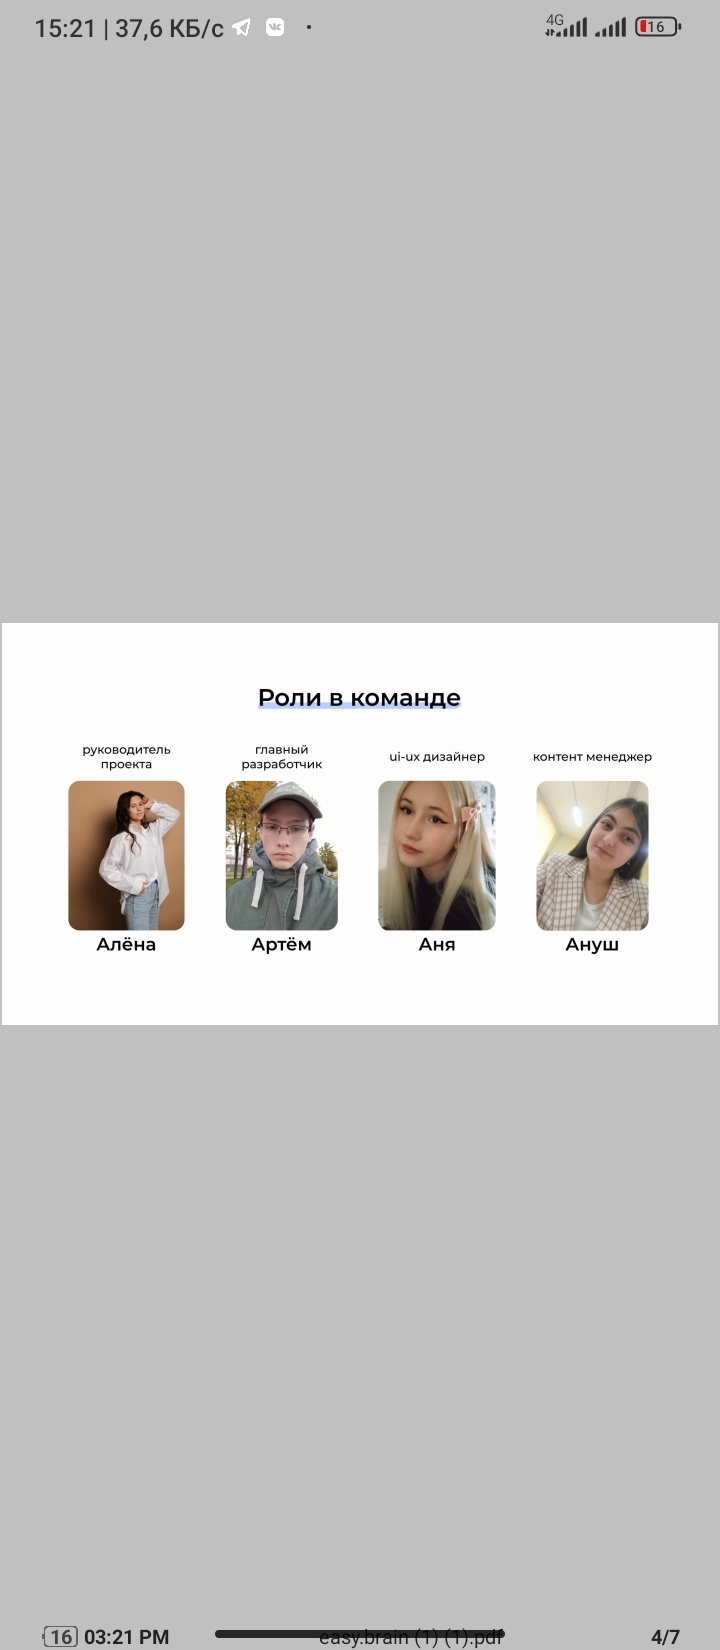 15:21 | 37,6 КБ/с
4G
16
Роли в команде
руководитель
проекта
главный
разработчик
ui-ux дизайнер
контент менеджер
Алёна
Артём
Аня
Ануш
16 03:21 PM
easy.brain (1) (1).pdf
4/7